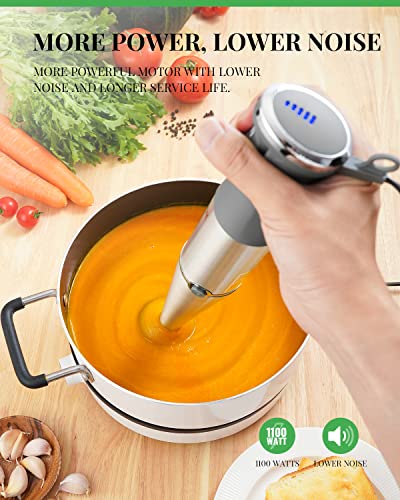 MORE POWER, LOWER NOISE
MORE POWERFUL MOTOR WITH LOWER
NOISE AND LONGER SERVICE LIFE.
1100
WATT
1100 WATTS
LOWER NOISE